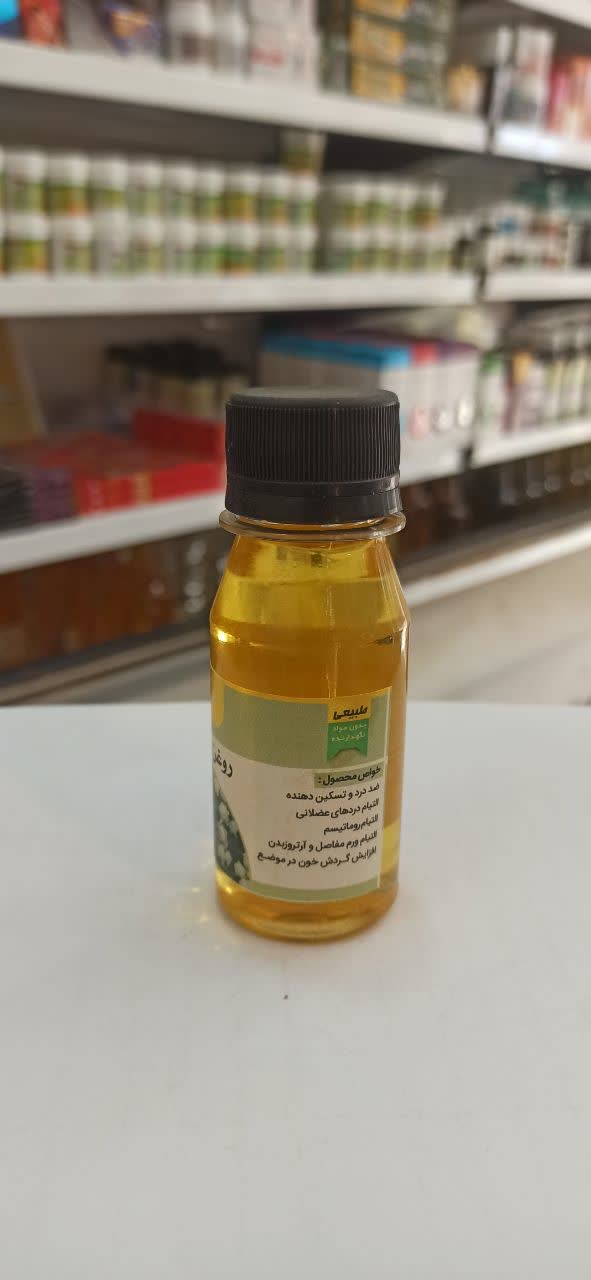 طبیعی
بدون مواد
نگهدارنده
روغن
خواص محصول :
ضد درد و تسکین دهنده
التیام دردهای عضلانی
التیام روماتیسم
التیام ورم مفاصل و آرتروز بدن
افزایش گردش خون در موضع